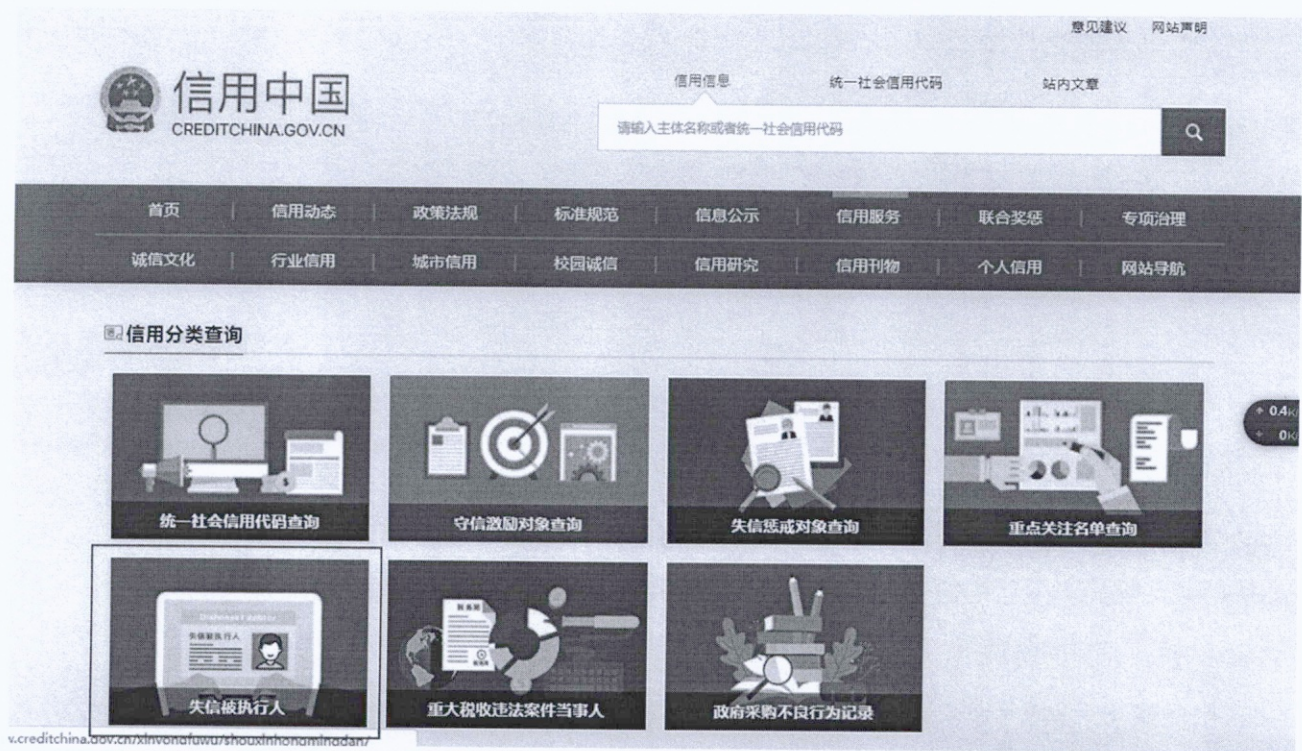 意见建议 网站声明
信用中国
CREDITCHINA.GOV.CN
信用信息 统一社会信用代码 站内文章
请输入主体名称或者统一社会信用代码
首页 信用动态 政策法规 标准规范 信息公示 信用服务 联合奖惩 专项治理
诚信文化 行业信用 城市信用 校园诚信 信用研究 信用刊物 个人信用 网站导航
信用分类查询
0.4K/
0K/
统一社会信用代码查询 守信激励对象查询 失信惩戒对象查询 重点关注名单查询
失信被执行人
失信被执行人 重大税收违法案件当事人 政府采购不良行为记录
v.creditchina.gov.cn/xinyongfuwu/shouxinhongmingdan/